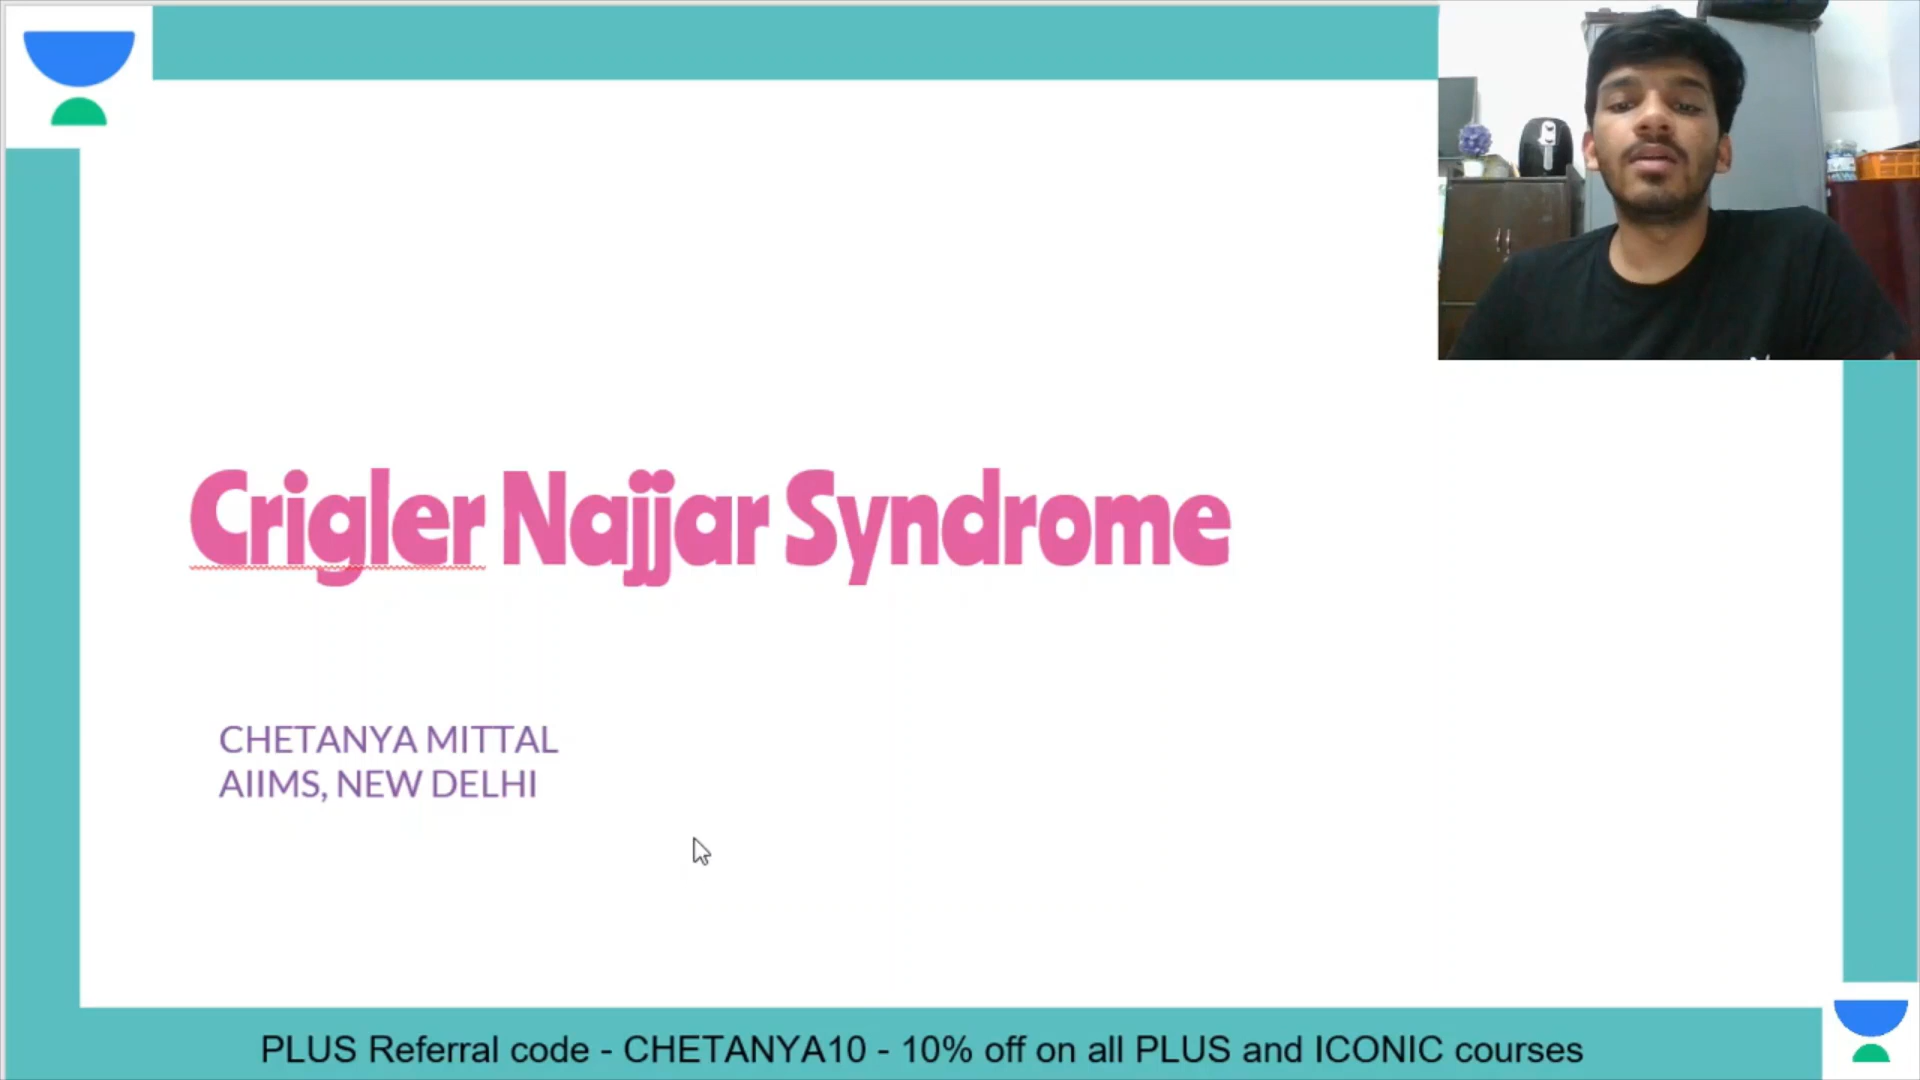 Crigler Najjar Syndrome
CHETANYA MITTAL
AIIMS, NEW DELHI
PLUS Referral code - CHETANYA10 - 10% off on all PLUS and ICONIC courses